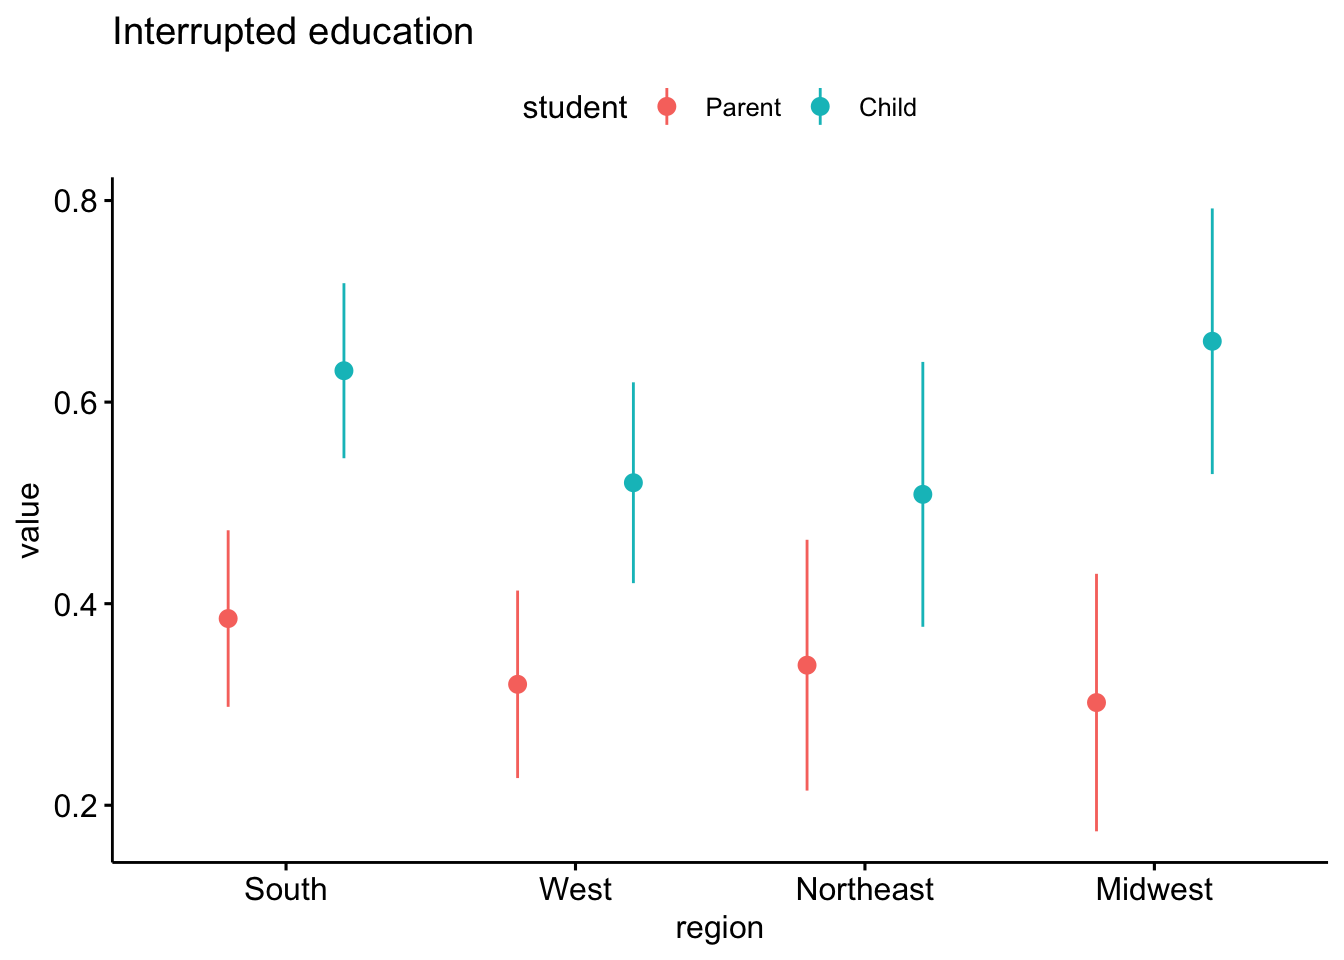 Interrupted education
student Parent Child
0.8
0.6
0.4
0.2
value
South West Northeast Midwest
region